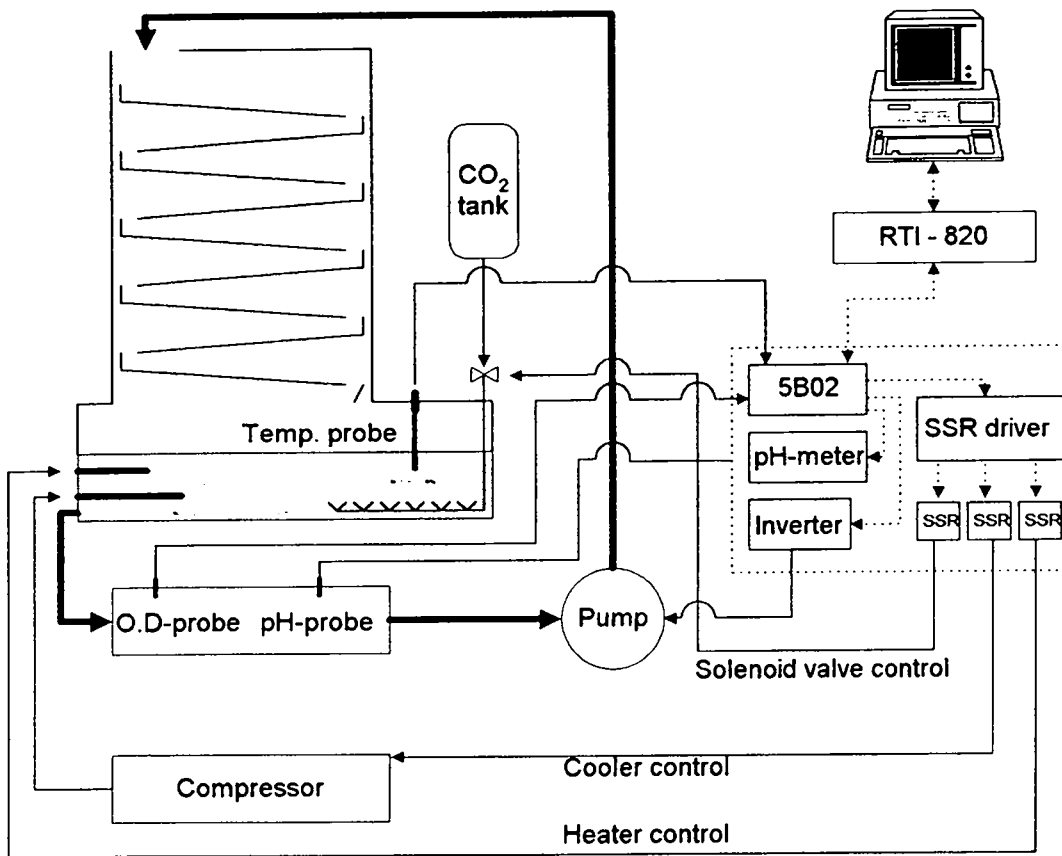 CO₂
tank
RTI - 820
5B02
Temp. probe
SSR driver
pH-meter
Inverter
SSR
SSR
SSR
O.D-probe
pH-probe
Pump
Solenoid valve control
Compressor
Cooler control
Heater control